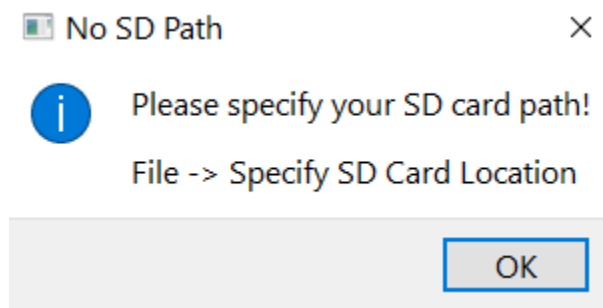 No SD Path
Please specify your SD card path!
File -> Specify SD Card Location
OK